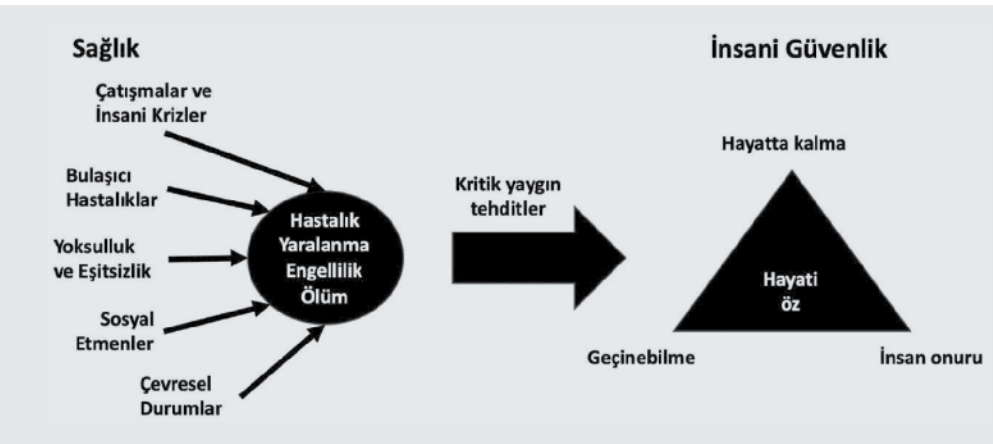 Sağlık
Çatışmalar ve
İnsani Krizler
Bulaşıcı
Hastalıklar
Yoksulluk
ve Eşitsizlik
Sosyal
Etmenler
Çevresel
Durumlar
Hastalık
Yaralanma
Engellilik
Ölüm
Kritik yaygın
tehditler
İnsani Güvenlik
Hayatta kalma
Hayati
öz
Geçinebilme
İnsan onuru